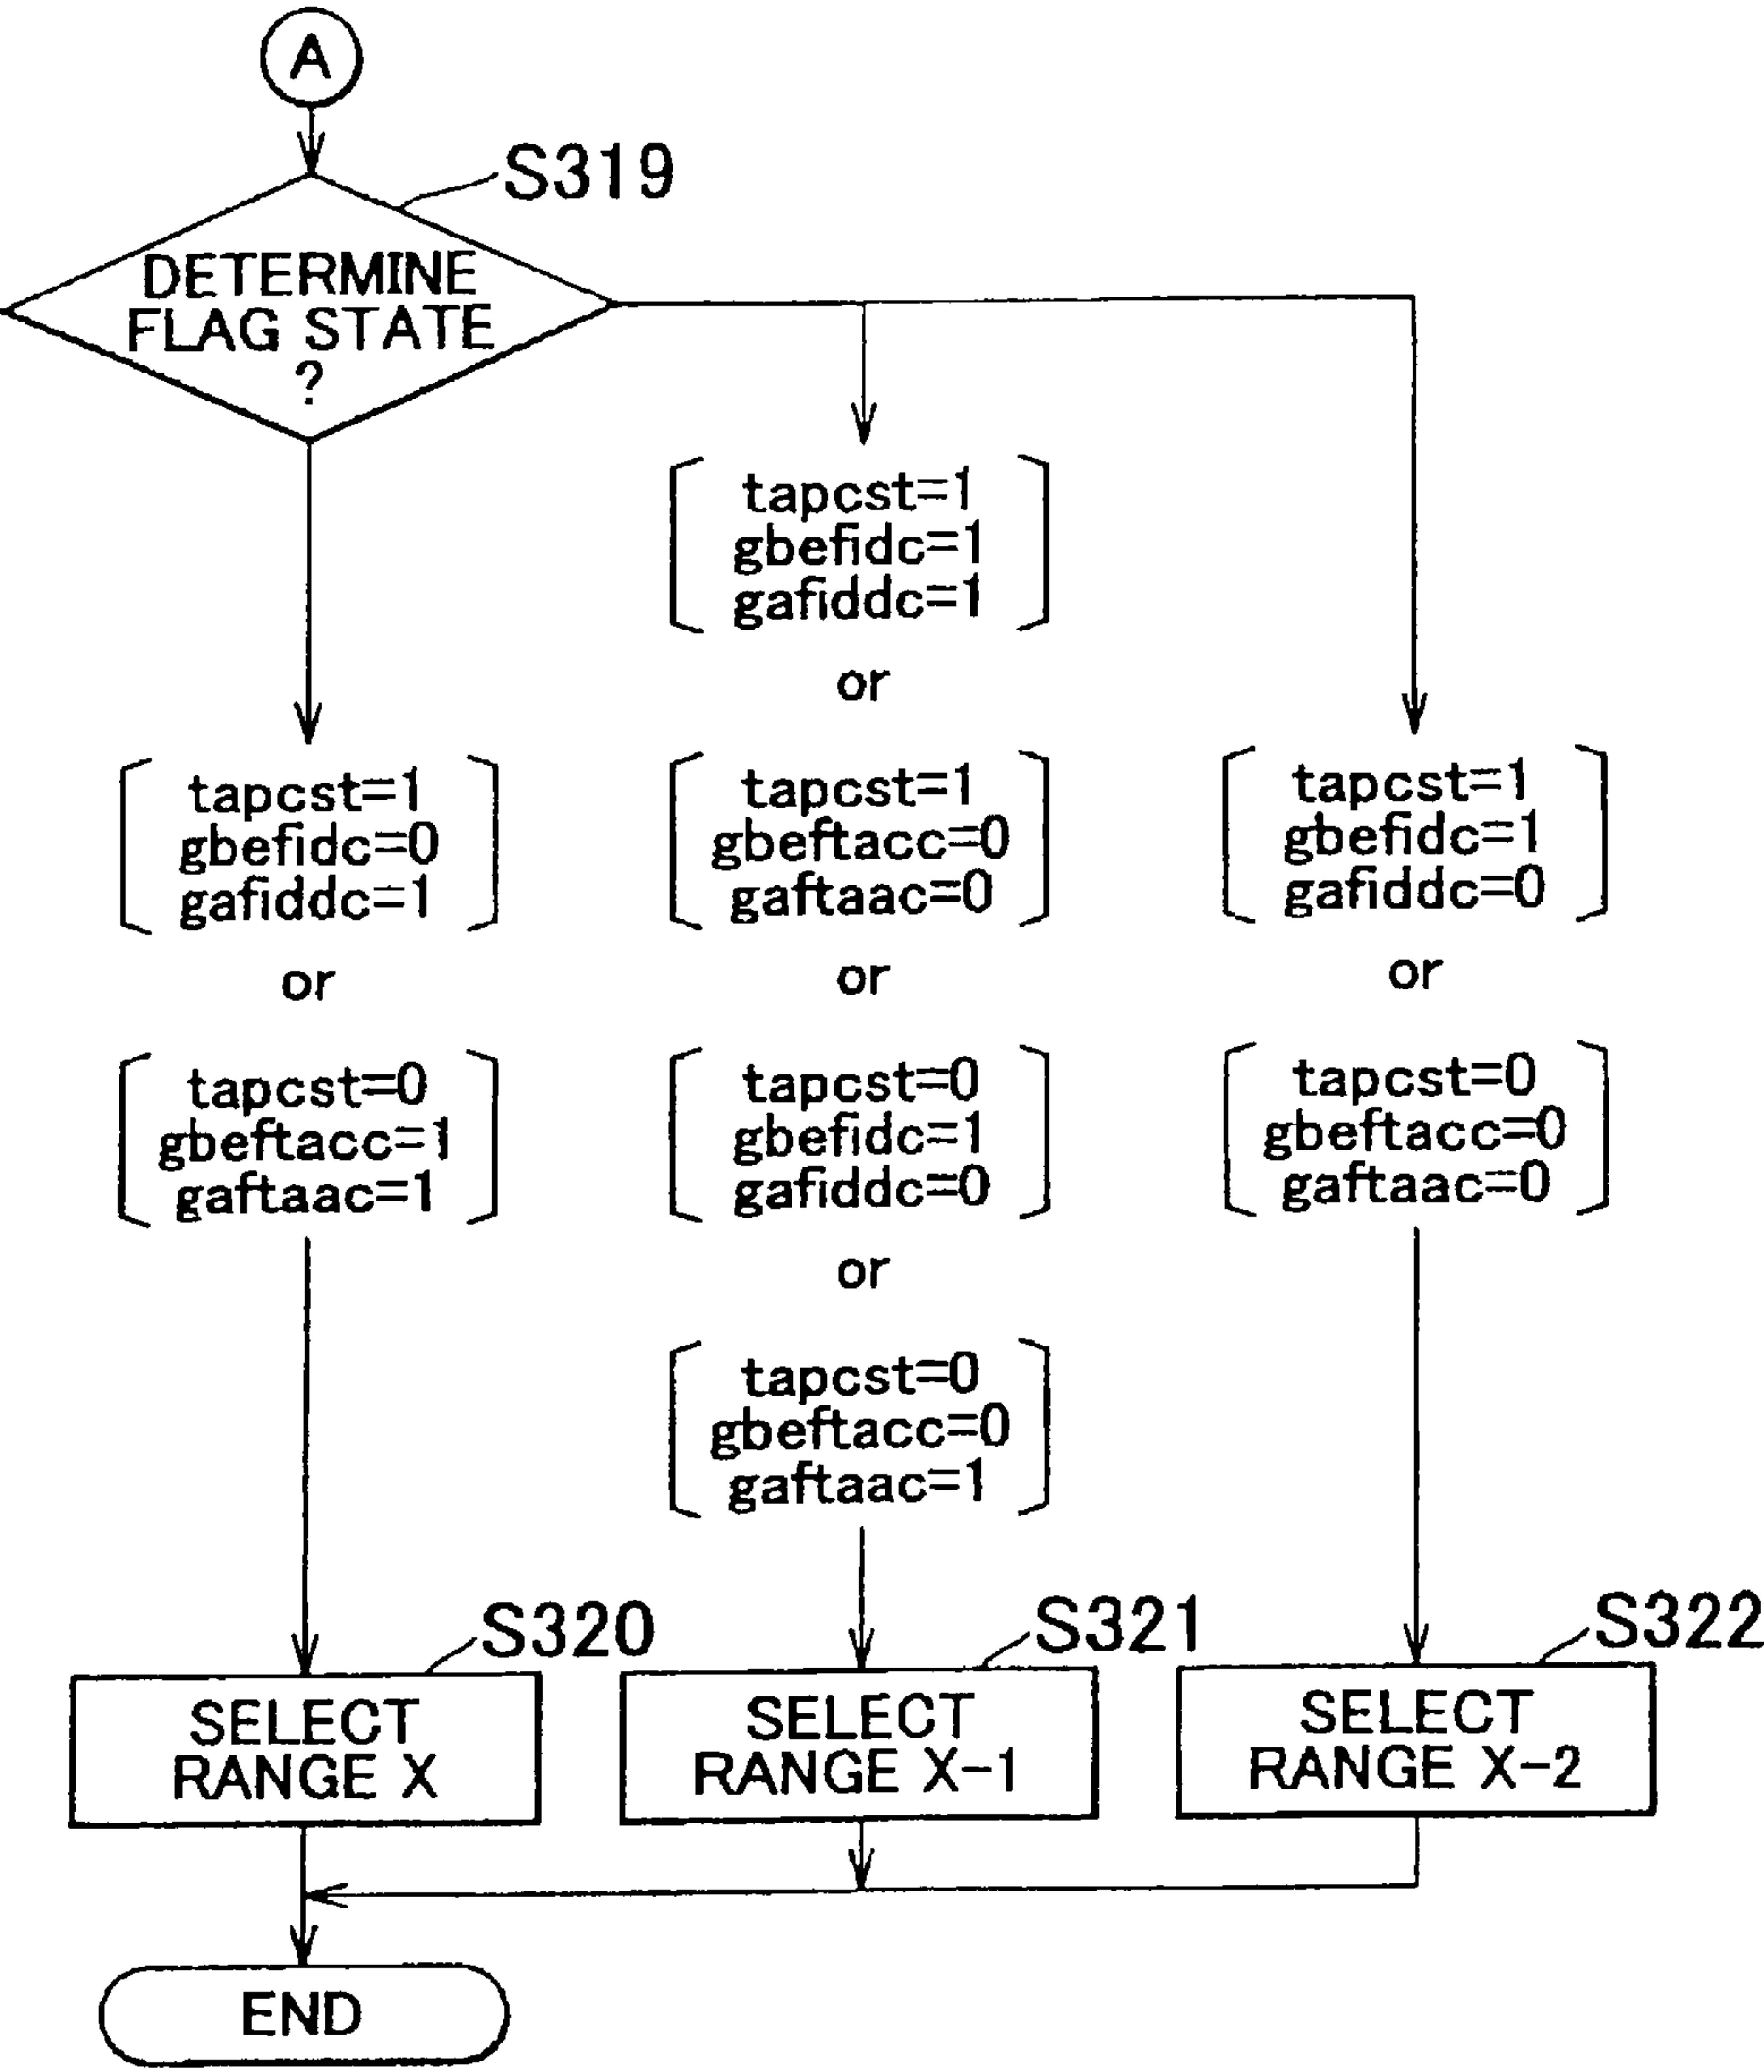 A
S319
DETERMINE
FLAG STATE
?
tapcst=1
gbefidc=0
gafiddc=1
or
tapcst=0
gbeftacc=1
gaftaac=1
tapcst=1
gbefidc=1
gafiddc=1
or
tapcst=1
gbeftacc=0
gaftaac=0
or
tapcst=0
gbefidc=1
gafiddc=0
or
tapcst=0
gbeftacc=0
gaftaac=1
tapcst=1
gbefidc=1
gafiddc=0
or
tapcst=0
gbeftacc=0
gaftaac=0
S320
SELECT
RANGE X
S321
SELECT
RANGE X-1
S322
SELECT
RANGE X-2
END